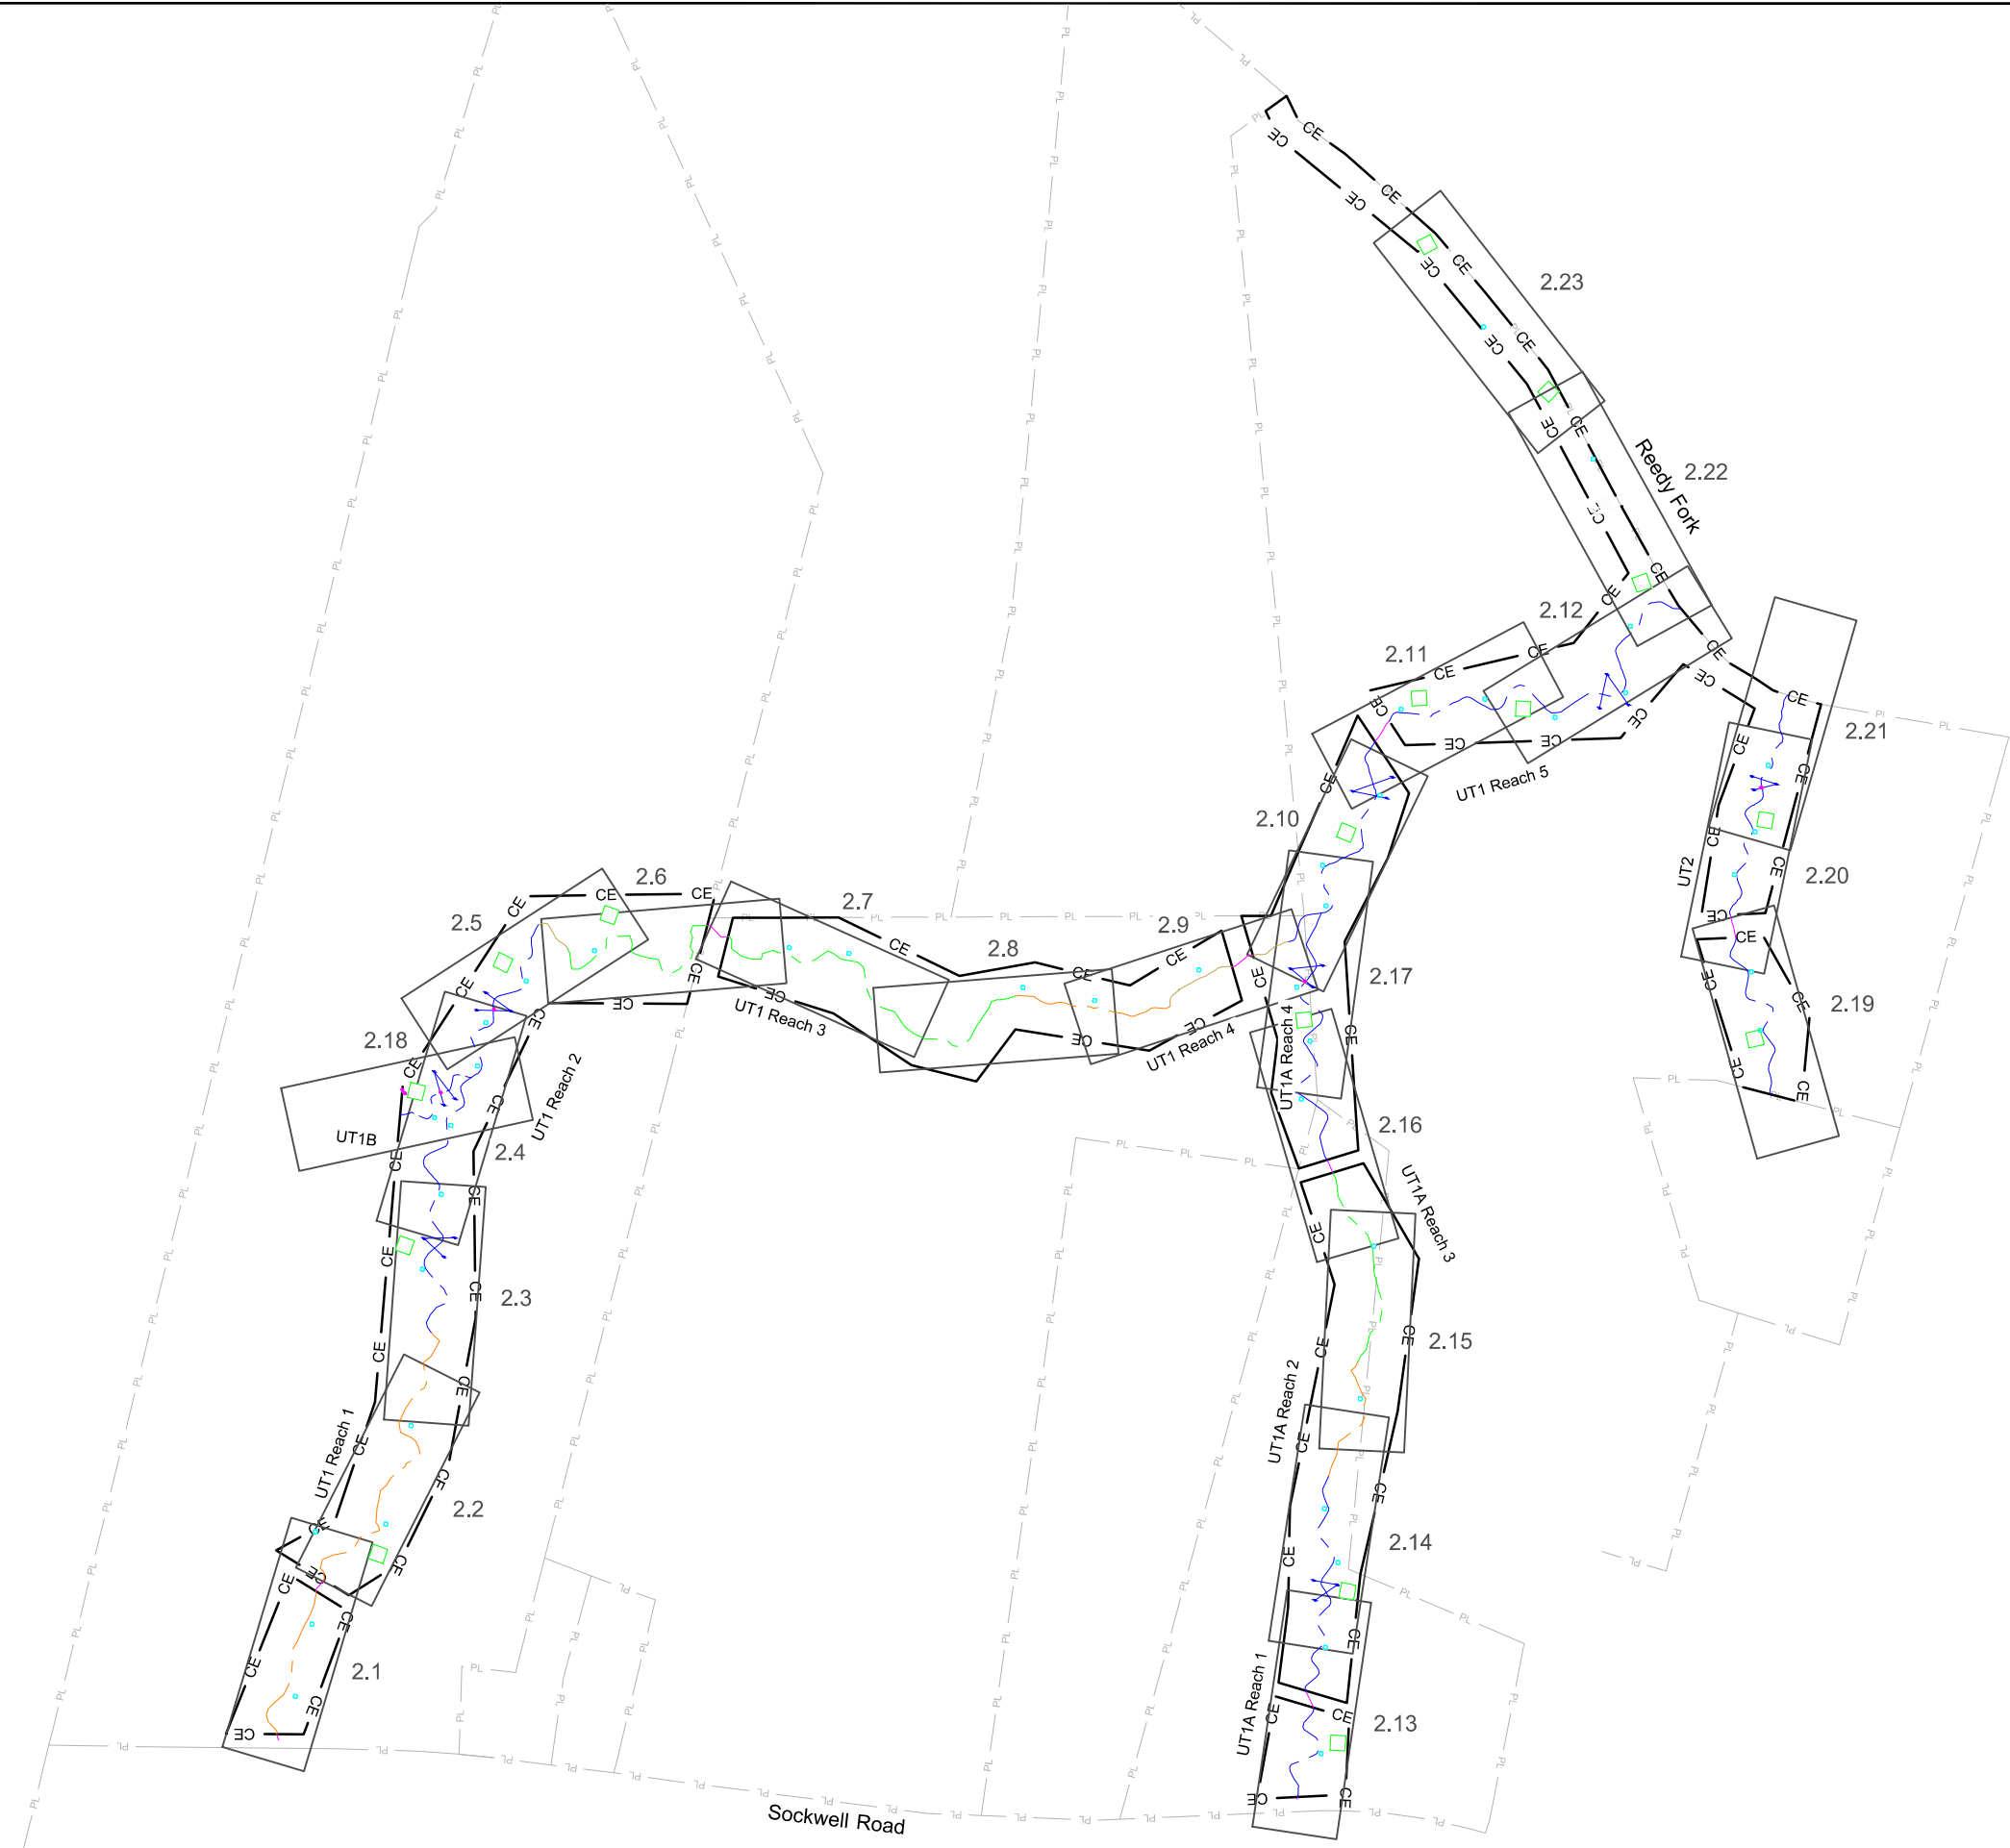 2.23
2.22
Reedy Fork
2.12
2.11
2.21
UT1 Reach 5
2.10
2.20
UT2
2.6
2.7
2.5
2.9
2.8
2.17
2.19
2.18
UT1 Reach 3
UT1 Reach 4
UT1A Reach 4
UT1 Reach 2
UT1B
2.4
2.16
UT1A Reach 3
2.3
2.15
UT1A Reach 2
UT1 Reach 1
2.2
2.14
2.1
UT1A Reach 1
2.13
Sockwell Road
CE
PL